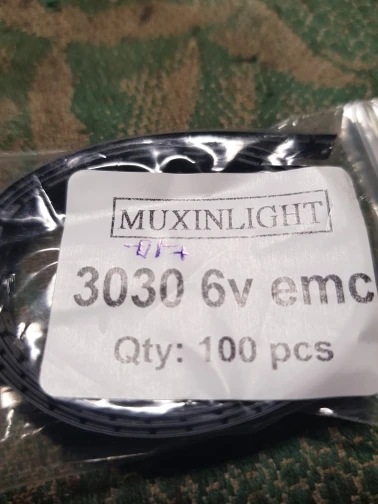 MUXINLIGHT
3030 6v emc
Qty: 100 pcs